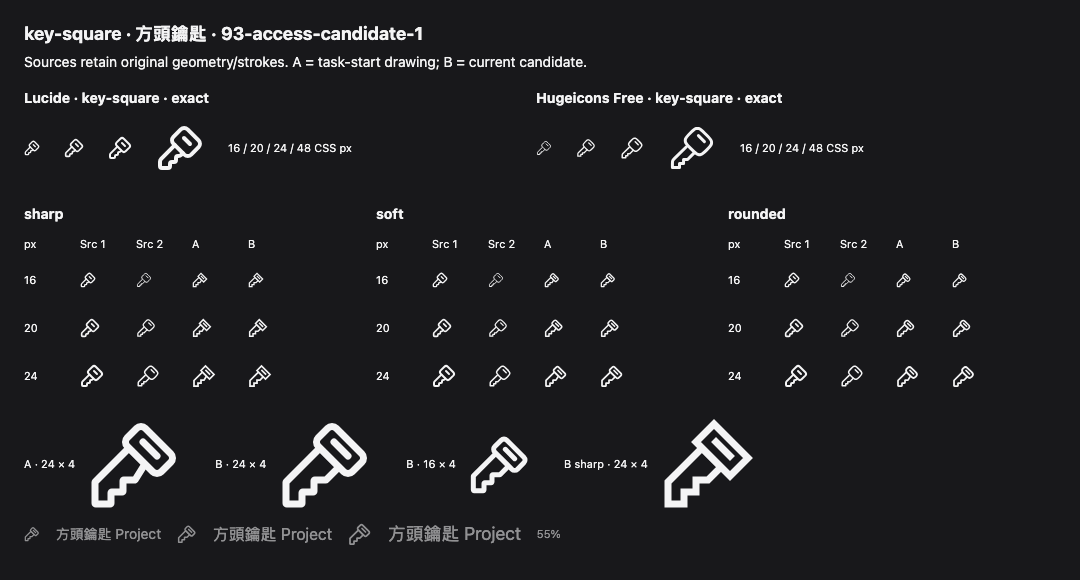 key-square · 方頭鑰匙 · 93-access-candidate-1
Sources retain original geometry/strokes. A = task-start drawing; B = current candidate.
Lucide · key-square · exact
Hugeicons Free · key-square · exact
16 / 20 / 24 / 48 CSS px
16 / 20 / 24 / 48 CSS px
sharp
soft
rounded
px Src 1 Src 2 A B
px Src 1 Src 2 A B
px Src 1 Src 2 A B
16
16
16
20
20
20
24
24
24
A · 24 × 4
B · 24 × 4
B · 16 × 4
B sharp · 24 × 4
方頭鑰匙 Project
方頭鑰匙 Project
方頭鑰匙 Project
55%